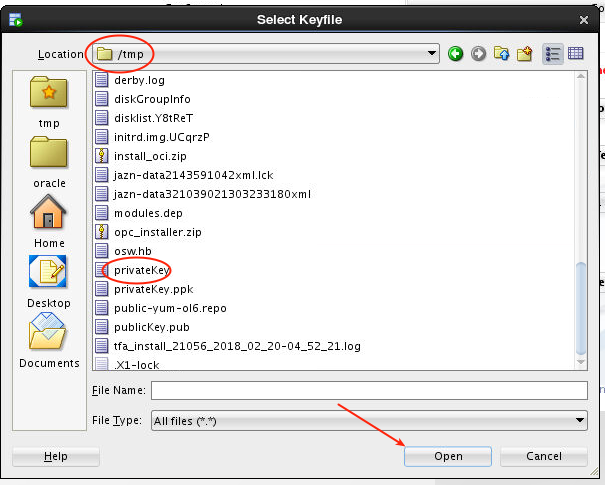 Select Keyfile
Location
/tmp
tmp
oracle
Home
Desktop
Documents
derby.log
diskGroupInfo
disklist.Y8tReT
initrd.img.UCqrzP
install_oci.zip
jazn-data2143591042xml.lck
jazn-data321039021303233180xml
modules.dep
opc_installer.zip
osw.hb
privateKey
privateKey.ppk
public-yum-ol6.repo
publicKey.pub
tfa_install_21056_2018_02_20-04_52_21.log
.X1-lock
File Name:
File Type: All files (*.*)
Help Open Cancel